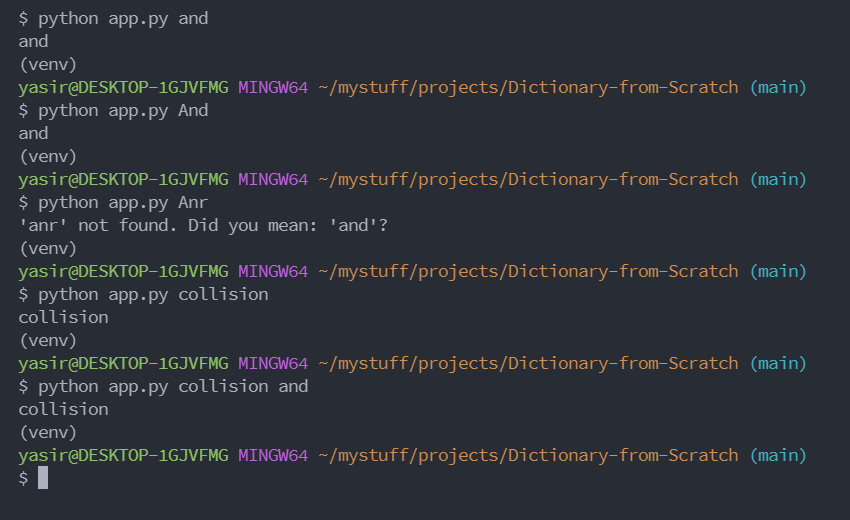 $ python app.py and
and
(venv)
yasir@DESKTOP-1GJVFMG MINGW64 ~/mystuff/projects/Dictionary-from-Scratch (main)
$ python app.py And
and
(venv)
yasir@DESKTOP-1GJVFMG MINGW64 ~/mystuff/projects/Dictionary-from-Scratch (main)
$ python app.py Anr
'anr' not found. Did you mean: 'and'?
(venv)
yasir@DESKTOP-1GJVFMG MINGW64 ~/mystuff/projects/Dictionary-from-Scratch (main)
$ python app.py collision
collision
(venv)
yasir@DESKTOP-1GJVFMG MINGW64 ~/mystuff/projects/Dictionary-from-Scratch (main)
$ python app.py collision and
collision
(venv)
yasir@DESKTOP-1GJVFMG MINGW64 ~/mystuff/projects/Dictionary-from-Scratch (main)
$